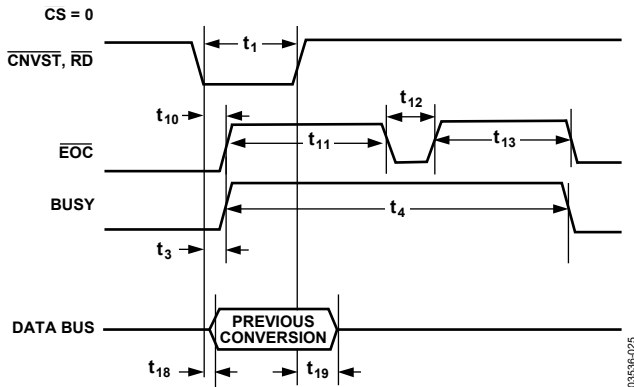 CS = 0
CNVST, RD
t1
t10
t12
EOC
t11
t13
BUSY
t4
t3
DATA BUS
PREVIOUS
CONVERSION
t18
t19
03536-025